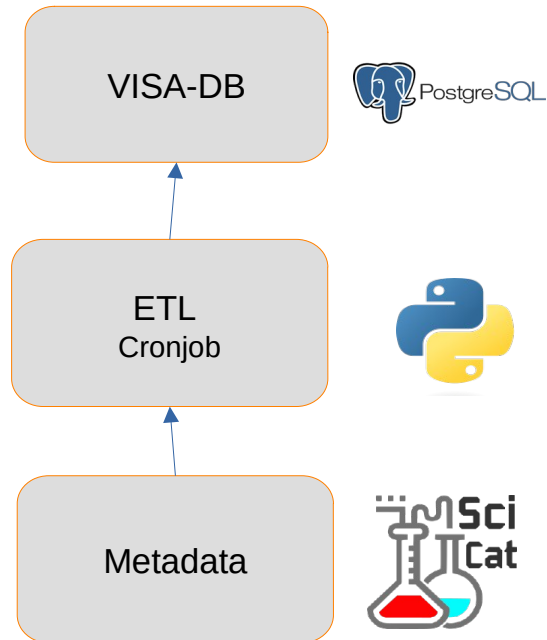 VISA-DB
PostgreSQL
ETL
Cronjob
Metadata
Sci
Cat